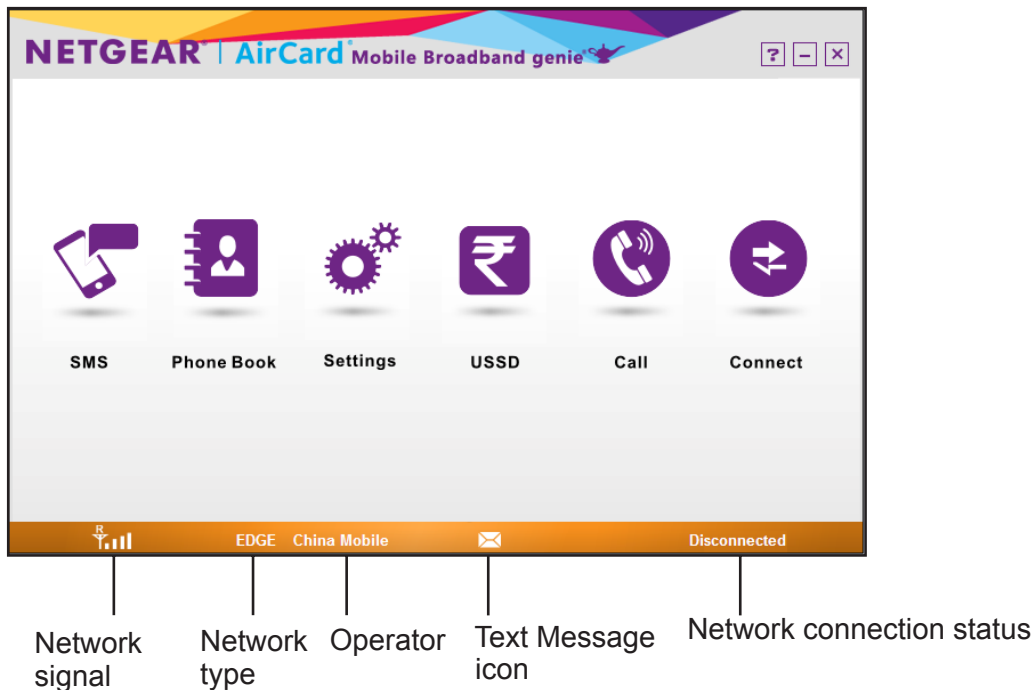 NETGEAR® | AirCard® Mobile Broadband genie®
? – ×
SMS Phone Book Settings USSD Call Connect
R EDGE China Mobile Disconnected
Network signal
Network type
Operator
Text Message icon
Network connection status